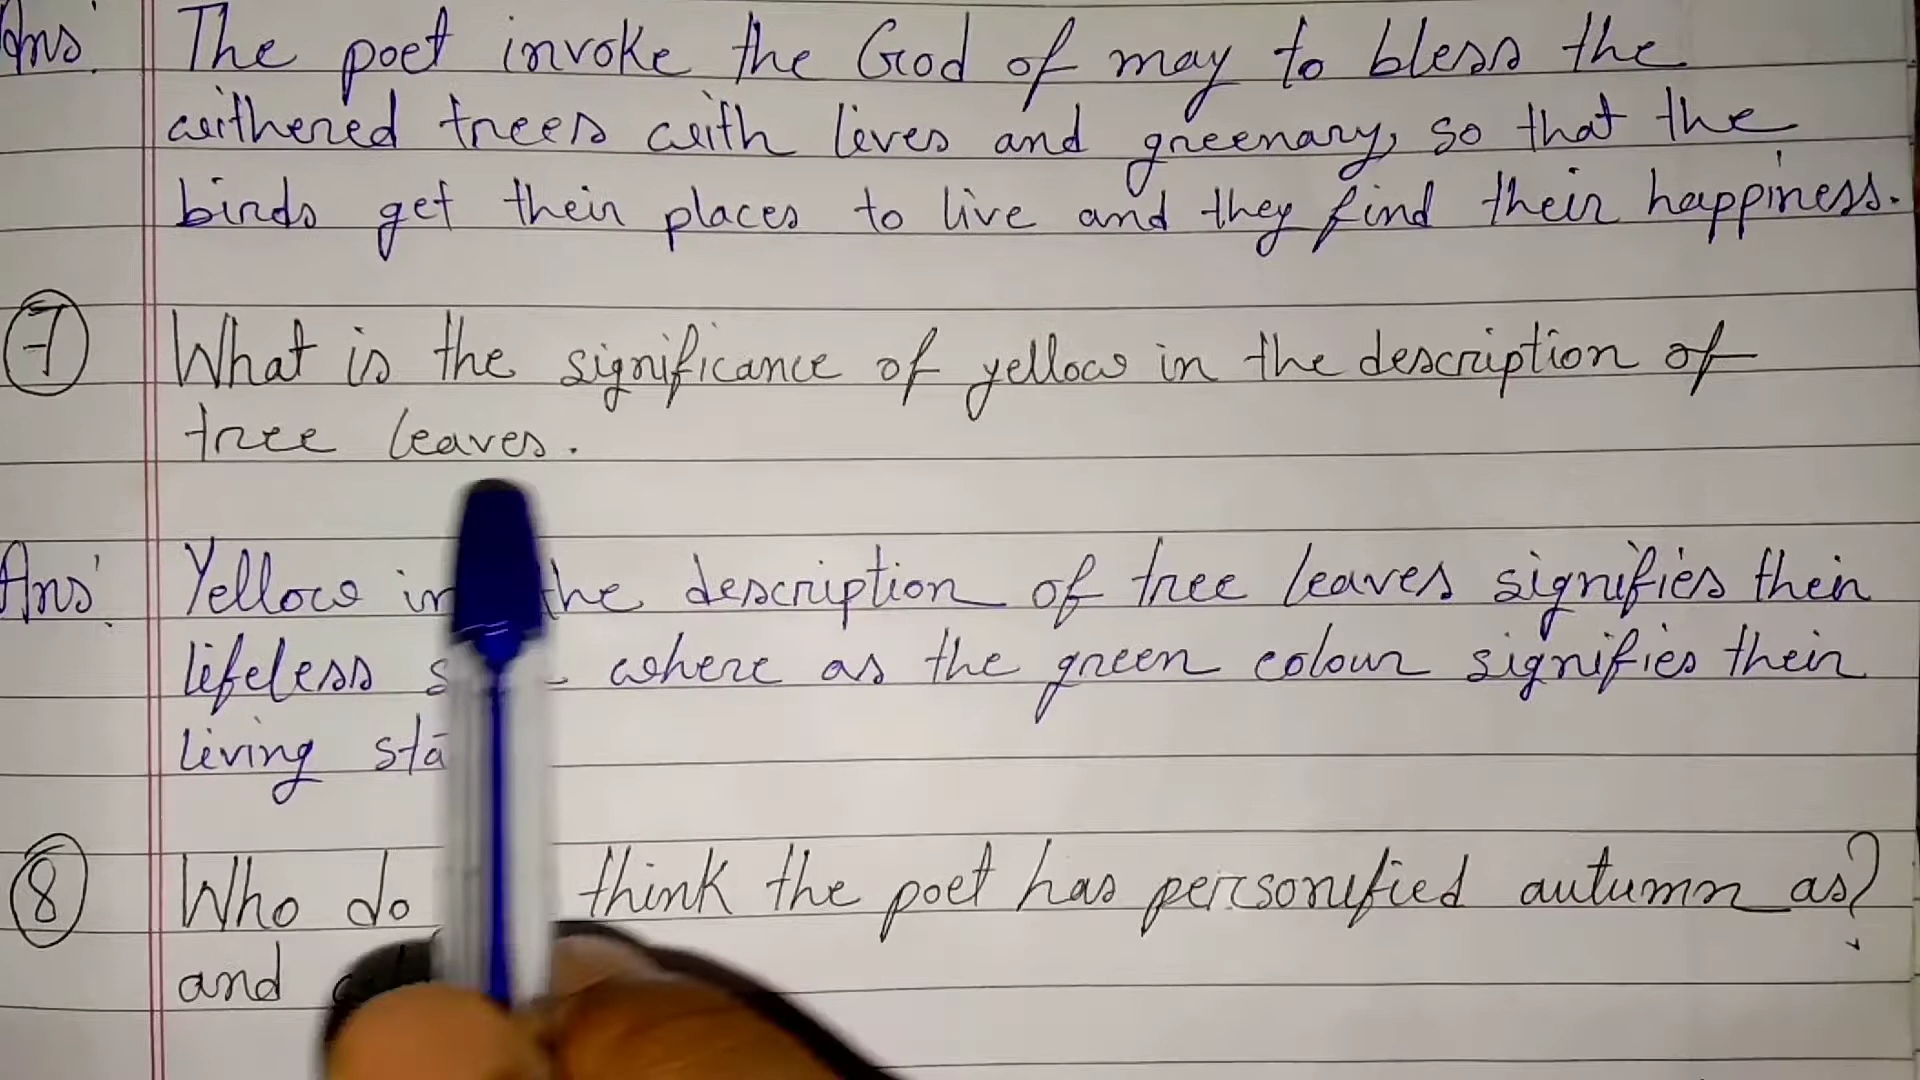 Ans. The poet invoke the God of may to bless the
withered trees with lives and greenary, so that the
birds get their places to live and they find their happiness.
7 What is the significance of yellow in the description of
tree leaves.
Ans. Yellow in the description of tree leaves signifies their
lifeless where as the green colour signifies their
living
8 Who do think the poet has personified autumn as?
and